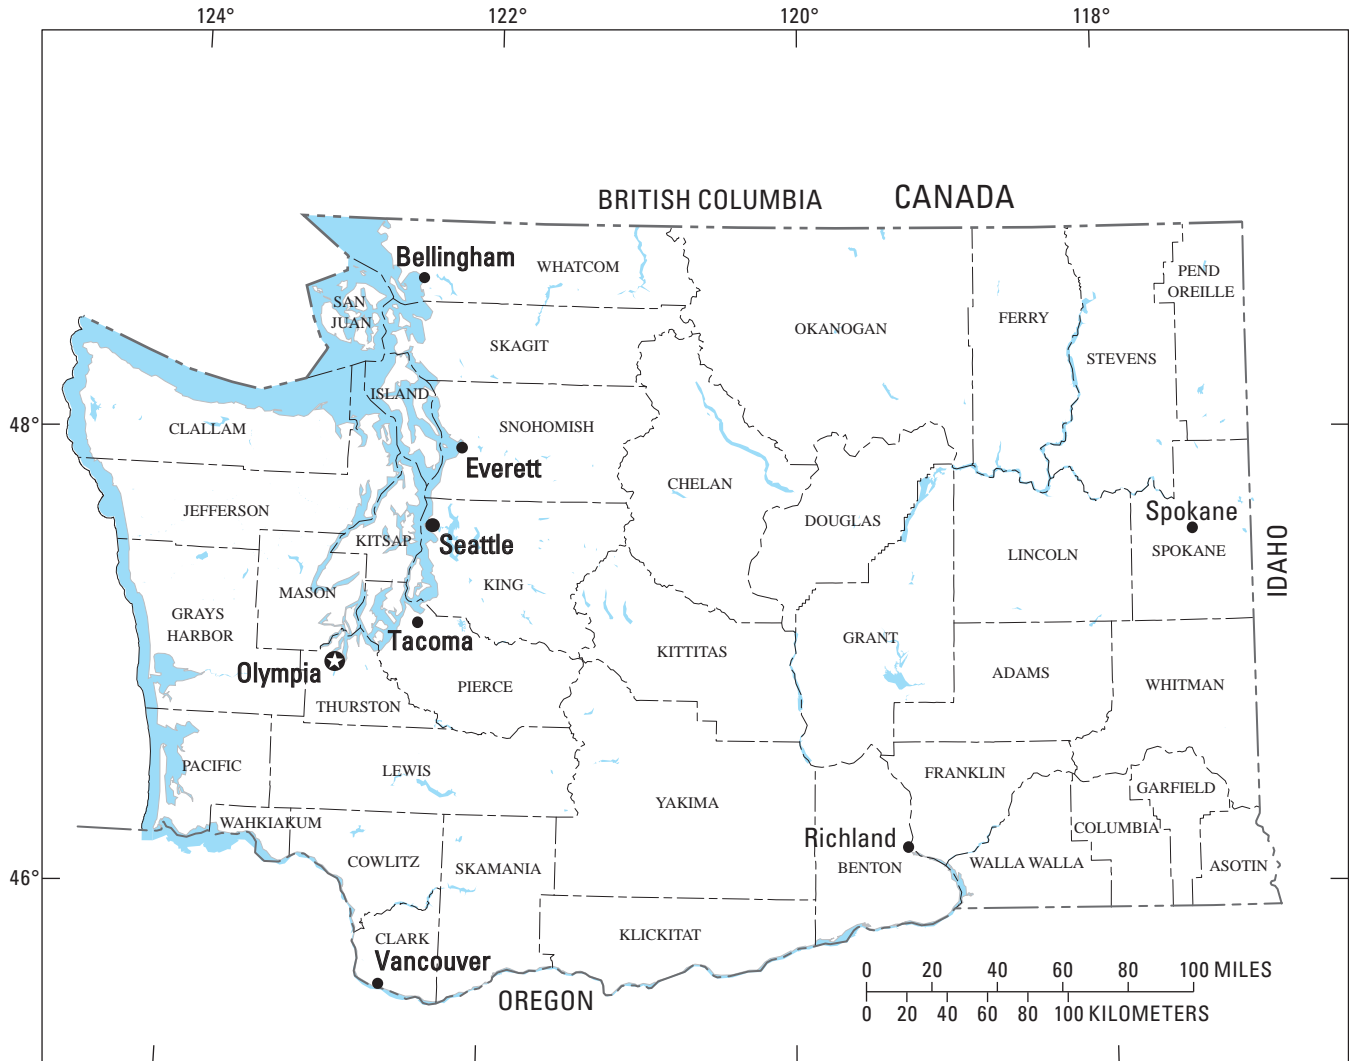 124°
122°
120°
118°
BRITISH COLUMBIA
CANADA
Bellingham
WHATCOM
PEND
OREILLE
SAN
JUAN
OKANOGAN
FERRY
SKAGIT
STEVENS
ISLAND
48°
CLALLAM
SNOHOMISH
Everett
CHELAN
JEFFERSON
DOUGLAS
Spokane
KITSAP
Seattle
LINCOLN
SPOKANE
IDAHO
MASON
KING
GRAYS
HARBOR
Tacoma
GRANT
KITTITAS
Olympia
ADAMS
PIERCE
WHITMAN
THURSTON
PACIFIC
LEWIS
FRANKLIN
GARFIELD
YAKIMA
WAHKIAKUM
COLUMBIA
Richland
COWLITZ
SKAMANIA
BENTON
WALLA WALLA
ASOTIN
46°
CLARK
KLICKITAT
Vancouver
OREGON
0 20 40 60 80 100 MILES
0 20 40 60 80 100 KILOMETERS